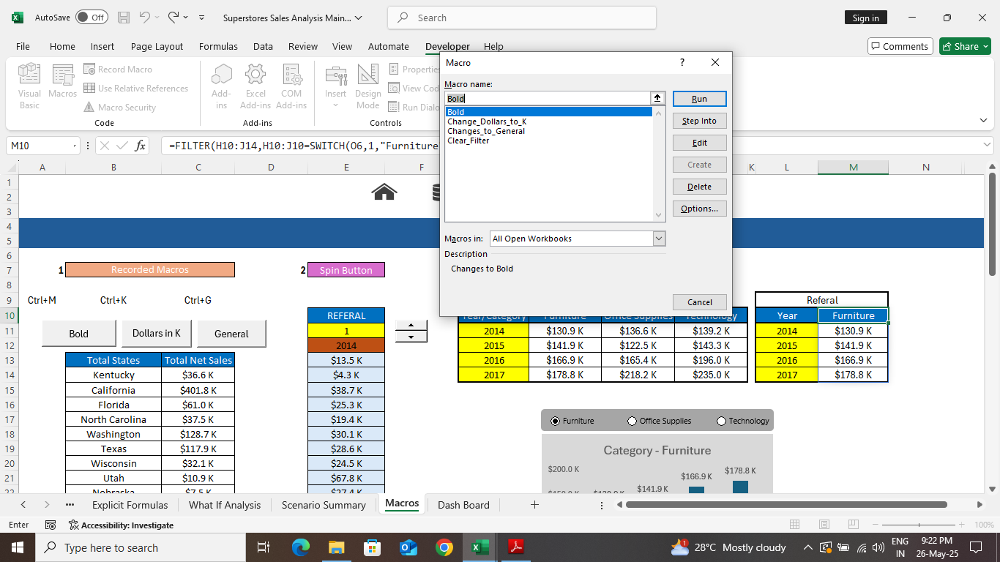 AutoSave Off Superstores Sales Analysis Main... Search Sign in
File Home Insert Page Layout Formulas Data Review View Automate Developer Help Comments Share
Visual Basic
Macros
Record Macro
Use Relative References
Macro Security
Code
Add-ins
Excel Add-ins
COM Add-ins
Add-ins
Insert
Design Mode
Properties
View Cod
Run Dialo
Controls
Macro ?
Macro name:
Bold
Bold
Change_Dollars_to_K
Changes_to_General
Clear_Filter
Run
Step Into
Edit
Create
Delete
Options...
Macros in: All Open Workbooks
Description
Changes to Bold
Cancel
M10 fx =FILTER(H10:J14,H10:J10=SWITCH(O6,1,"Furniture
A B C D E F K L M N
1
2
3
4
5
6
7 1 Recorded Macros 2 Spin Button
8
9 Ctrl+M Ctrl+K Ctrl+G Referal
10 REFERAL Year/Category Furniture Office Supplies Technology Year Furniture
Bold Dollars in K General
11 1 2014 $130.9 K $136.6 K $139.2 K 2014 $130.9 K
12 2014 2015 $141.9 K $122.5 K $143.3 K 2015 $141.9 K
13 Total States Total Net Sales $13.5 K 2016 $166.9 K $165.4 K $196.0 K 2016 $166.9 K
14 Kentucky $36.6 K $4.3 K 2017 $178.8 K $218.2 K $235.0 K 2017 $178.8 K
15 California $401.8 K $38.7 K
16 Florida $61.0 K $25.3 K
17 North Carolina $37.5 K $19.4 K
18 Washington $128.7 K $30.1 K
19 Texas $117.9 K $28.6 K
20 Wisconsin $32.1 K $24.5 K
21 Utah $10.9 K $67.8 K
22 Nebraska $7.5 K $27.4 K
Furniture Office Supplies Technology
Category - Furniture
$200.0 K
$178.8 K
$166.9 K
$141.9 K
$130.9 K
$150.0 K
Explicit Formulas What If Analysis Scenario Summary Macros Dash Board
Enter Accessibility: Investigate 100%
Type here to search 28°C Mostly cloudy ENG IN 9:22 PM 26-May-25